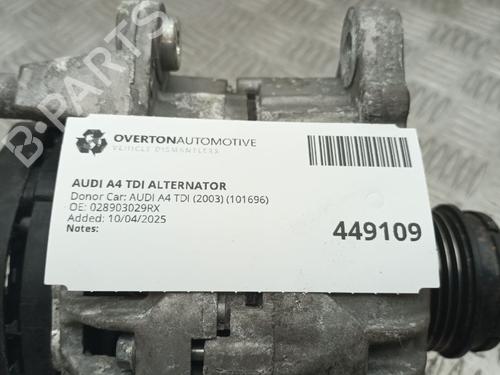 B-PARTS
OVERTONAUTOMOTIVE
VEHICLE DISMANTLERS
AUDI A4 TDI ALTERNATOR
Donor Car: AUDI A4 TDI (2003) (101696)
OE: 028903029RX
Added: 10/04/2025
Notes:
449109